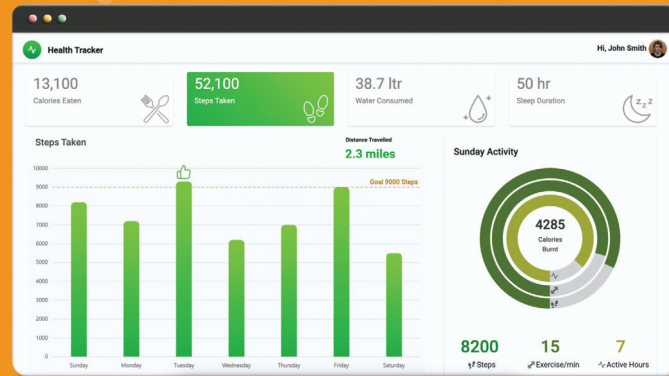 Health Tracker
Hi, John Smith
13,100
Calories Eaten
52,100
Steps Taken
38.7 ltr
Water Consumed
50 hr
Sleep Duration
Z Z Z
Steps Taken
Distance Travelled
2.3 miles
Goal 9000 Steps
10000
9000
8000
7000
6000
5000
4000
3000
2000
1000
0
Sunday Monday Tuesday Wednesday Thursday Friday Saturday
Sunday Activity
4285
Calories
Burnt
8200 15 7
Steps Exercise/min Active Hours